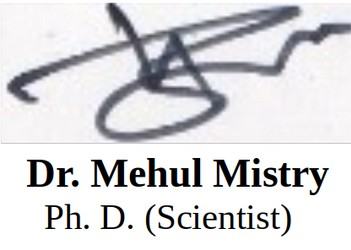 Dr. Mehul Mistry
Ph. D. (Scientist)